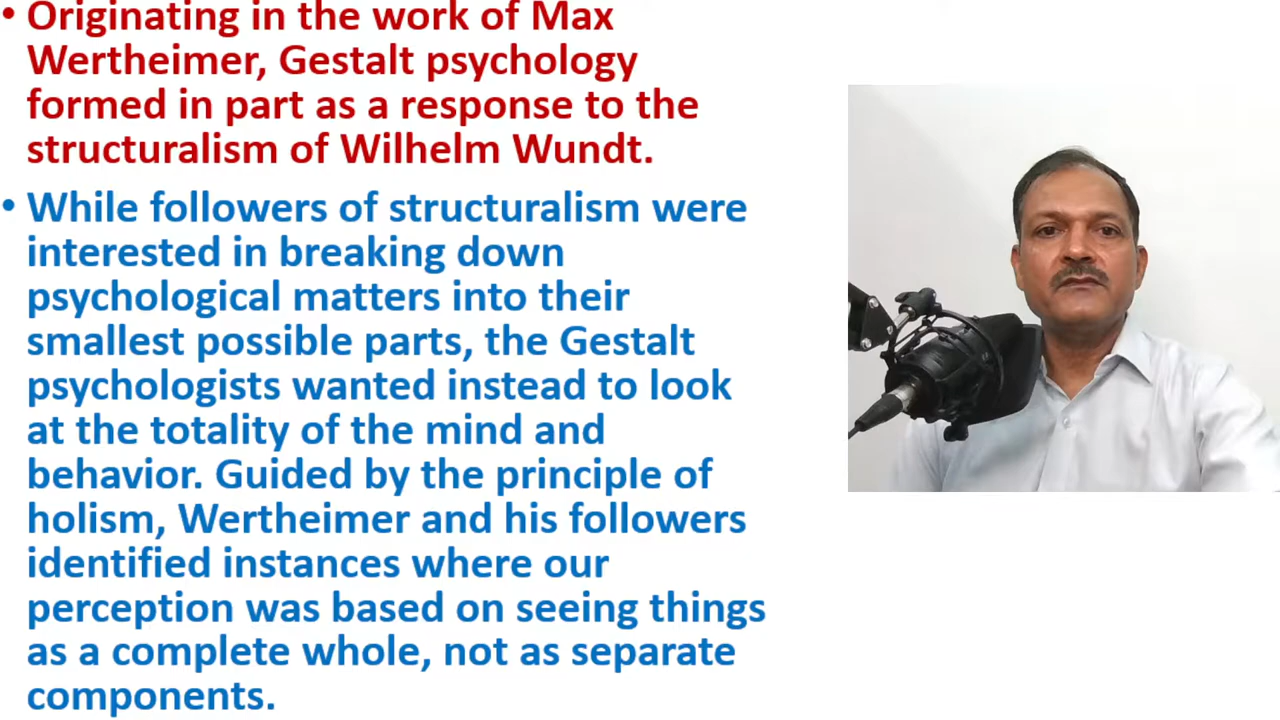 • Originating in the work of Max
Wertheimer, Gestalt psychology
formed in part as a response to the
structuralism of Wilhelm Wundt.
• While followers of structuralism were
interested in breaking down
psychological matters into their
smallest possible parts, the Gestalt
psychologists wanted instead to look
at the totality of the mind and
behavior. Guided by the principle of
holism, Wertheimer and his followers
identified instances where our
perception was based on seeing things
as a complete whole, not as separate
components.